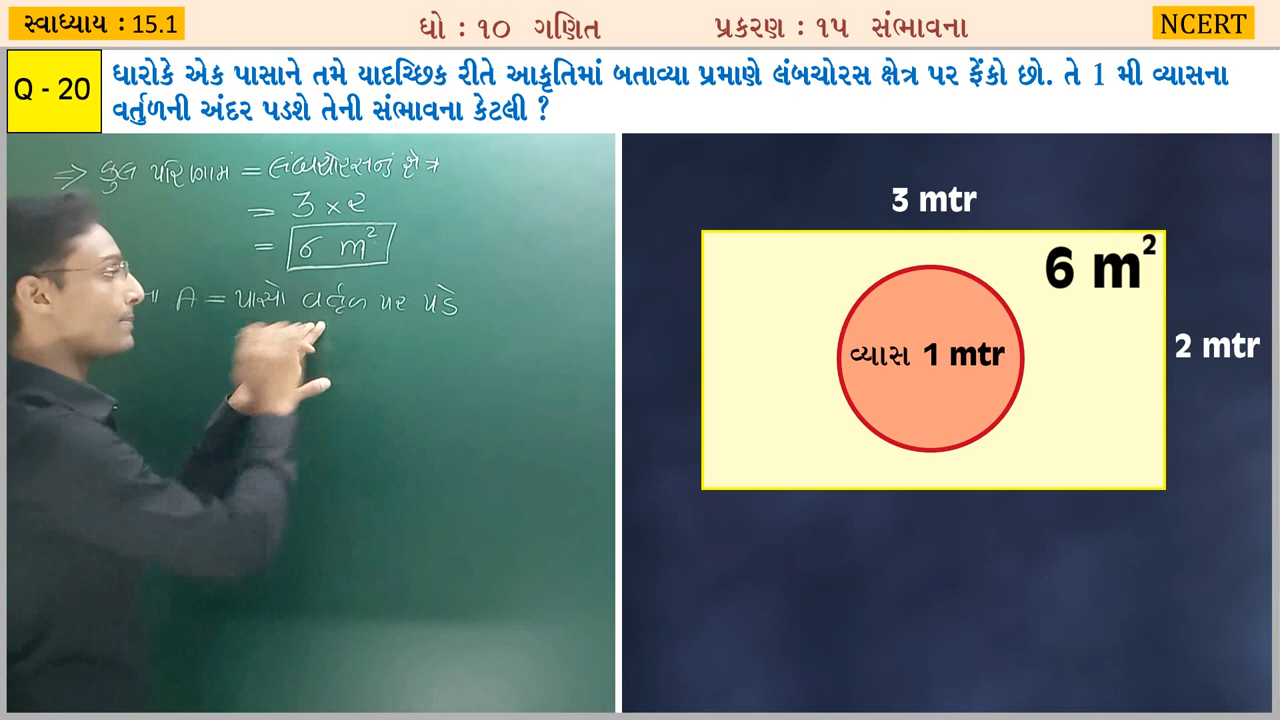 સ્વાધ્યાય : 15.1
ધો : ૧૦ ગણિત
પ્રકરણ : ૧૫ સંભાવના
NCERT
Q - 20
ધારોકે એક પાસાને તમે યાદચ્છિક રીતે આકૃતિમાં બતાવ્યા પ્રમાણે લંબચોરસ ક્ષેત્ર પર ફેંકો છો. તે 1 મી વ્યાસના
વર્તુળની અંદર પડશે તેની સંભાવના કેટલી ?
⇒ કુલ પરિણામ = લંબચોરસનું ક્ષેત્ર
= 3 × ૨
= 6 m²
A = પાસો વર્તુળ પર પડે
3 mtr
6 m²
વ્યાસ 1 mtr
2 mtr